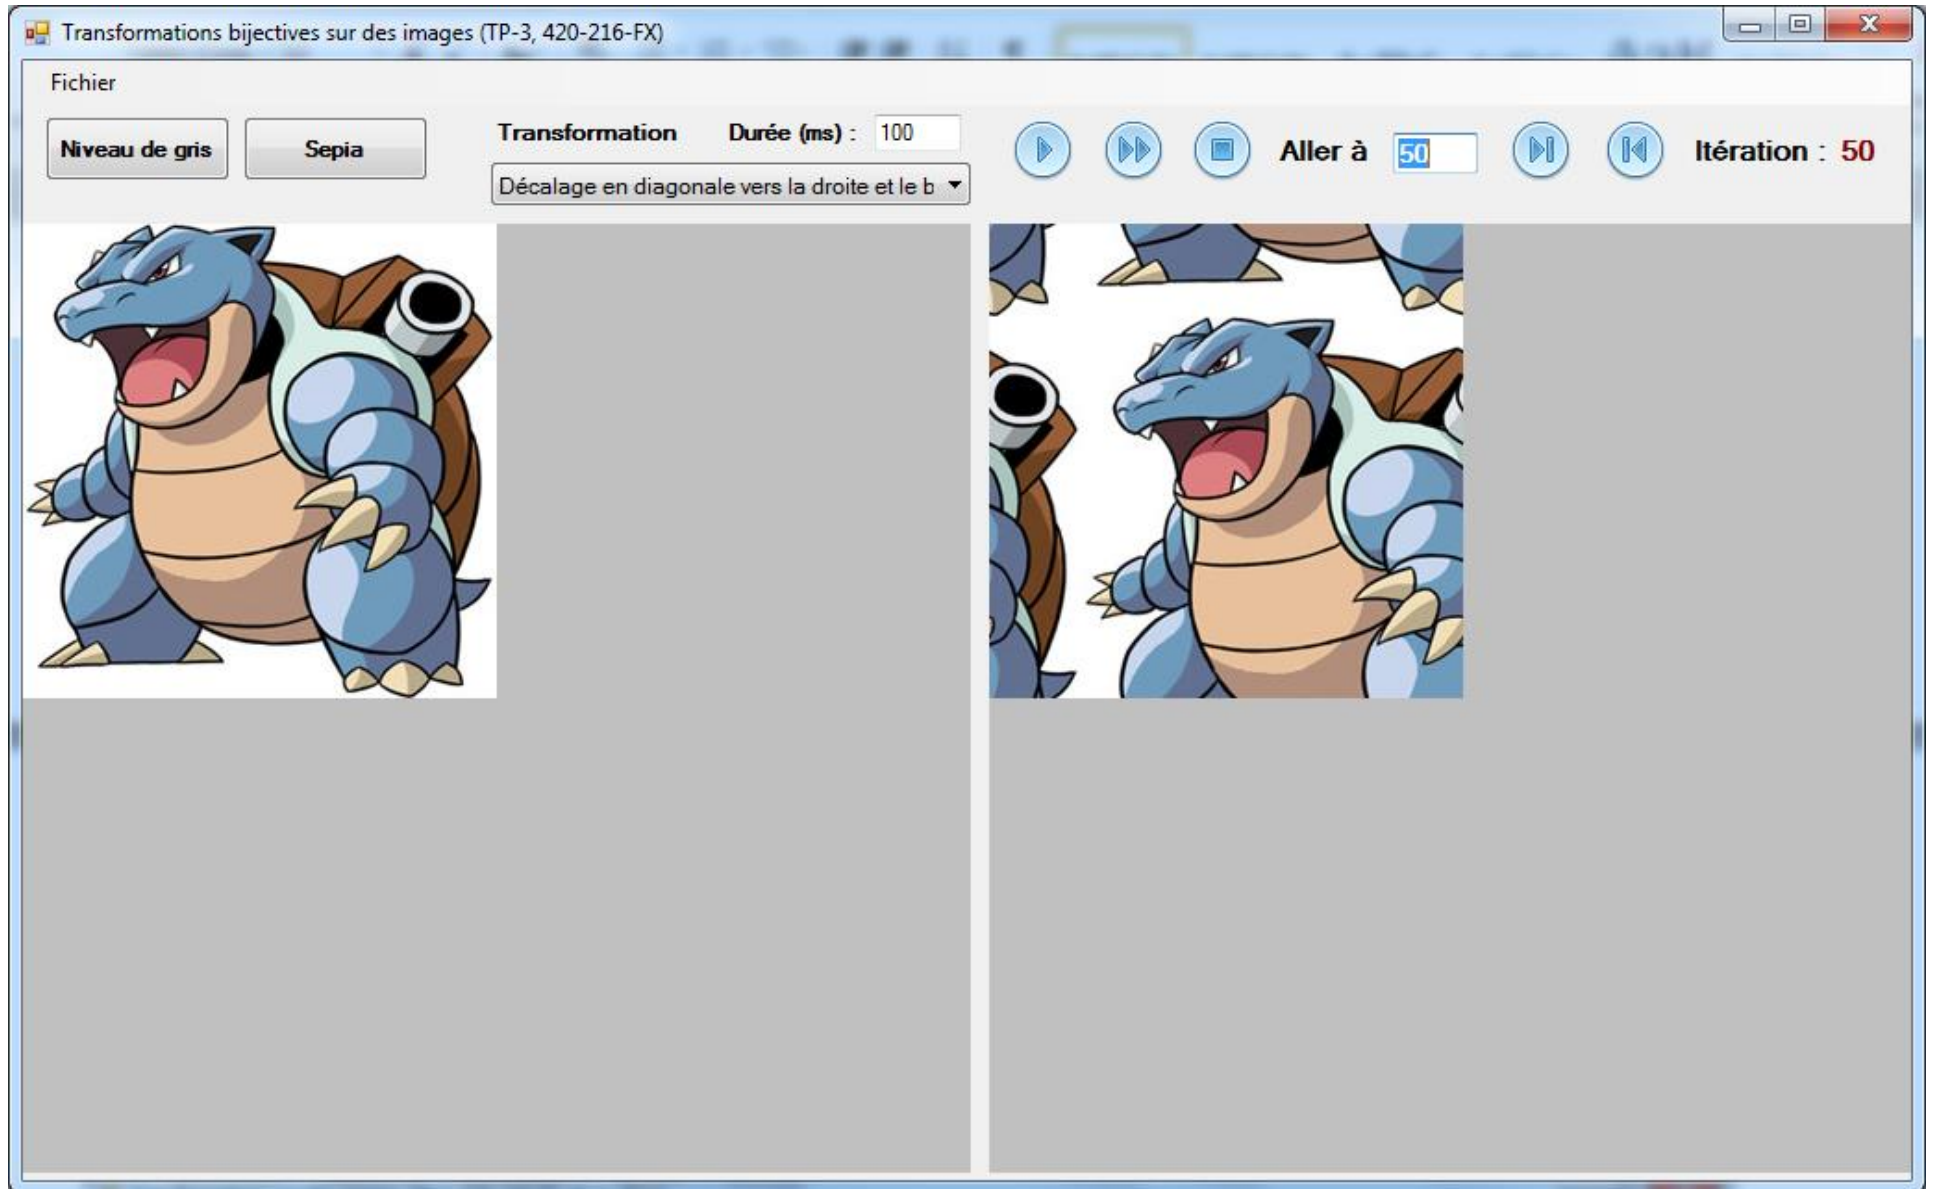 Transformations bijectives sur des images (TP-3, 420-216-FX)
Fichier
Niveau de gris
Sepia
Transformation
Durée (ms) : 100
Décalage en diagonale vers la droite et le b
Aller à 50
Itération : 50